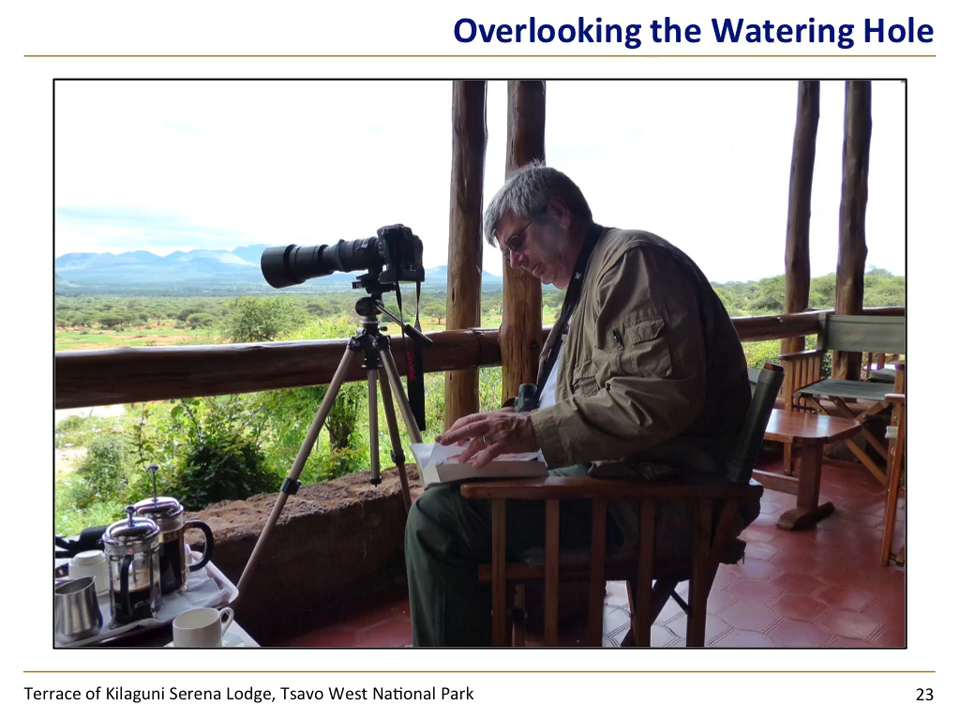 Overlooking the Watering Hole
Terrace of Kilaguni Serena Lodge, Tsavo West National Park
23